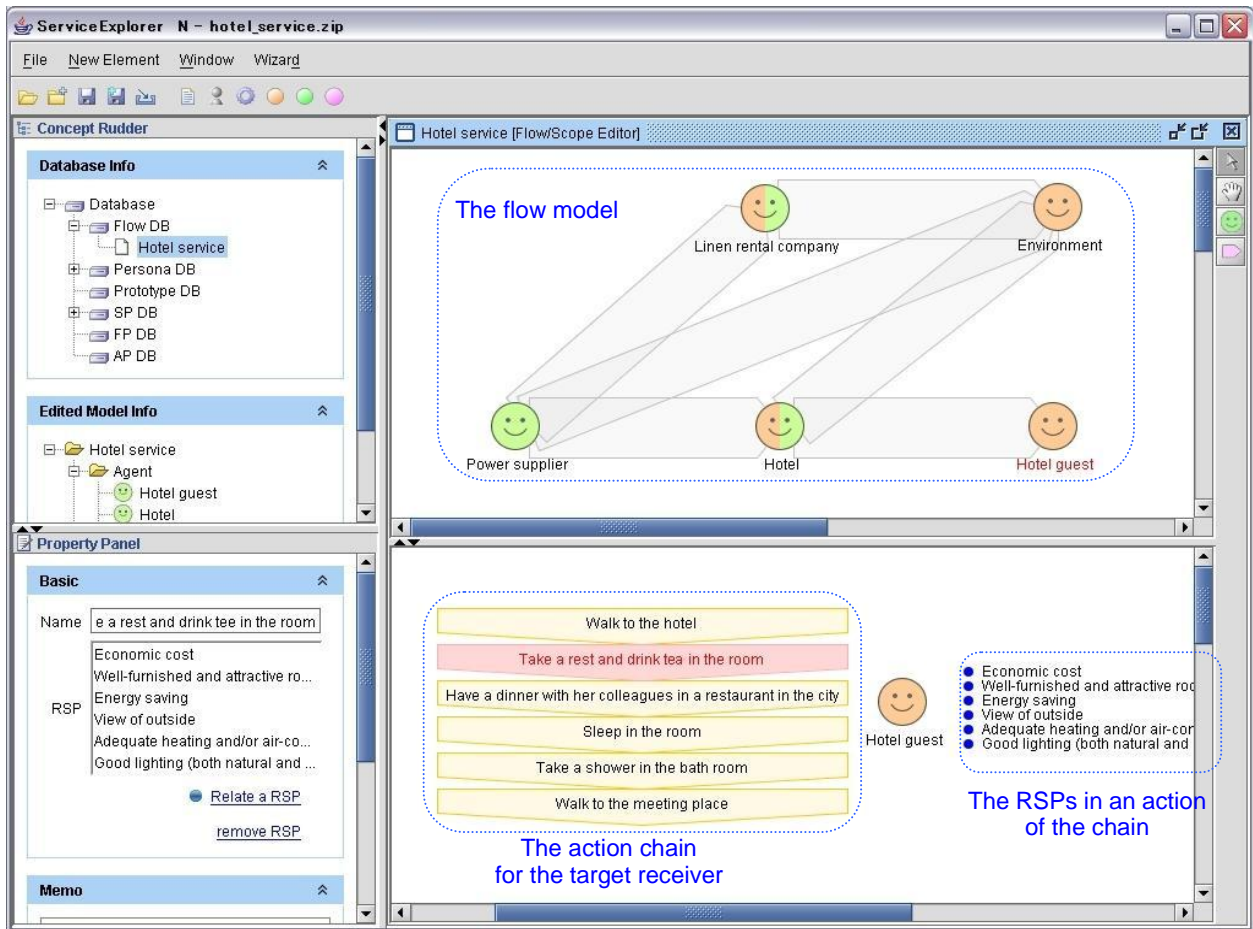 ServiceExplorer N - hotel_service.zip
File New Element Window Wizard
Concept Rudder
Database Info
Database
Flow DB
Hotel service
Persona DB
Prototype DB
SP DB
FP DB
AP DB
Edited Model Info
Hotel service
Agent
Hotel guest
Hotel
Property Panel
Basic
Name e a rest and drink tee in the room
RSP
Economic cost
Well-furnished and attractive ro...
Energy saving
View of outside
Adequate heating and/or air-co...
Good lighting (both natural and ...
Relate a RSP
remove RSP
Memo
Hotel service [Flow/Scope Editor]
The flow model
Linen rental company
Environment
Power supplier
Hotel
Hotel guest
Walk to the hotel
Take a rest and drink tea in the room
Have a dinner with her colleagues in a restaurant in the city
Sleep in the room
Take a shower in the bath room
Walk to the meeting place
The action chain
for the target receiver
Hotel guest
Economic cost
Well-furnished and attractive roo
Energy saving
View of outside
Adequate heating and/or air-cor
Good lighting (both natural and
The RSPs in an action
of the chain